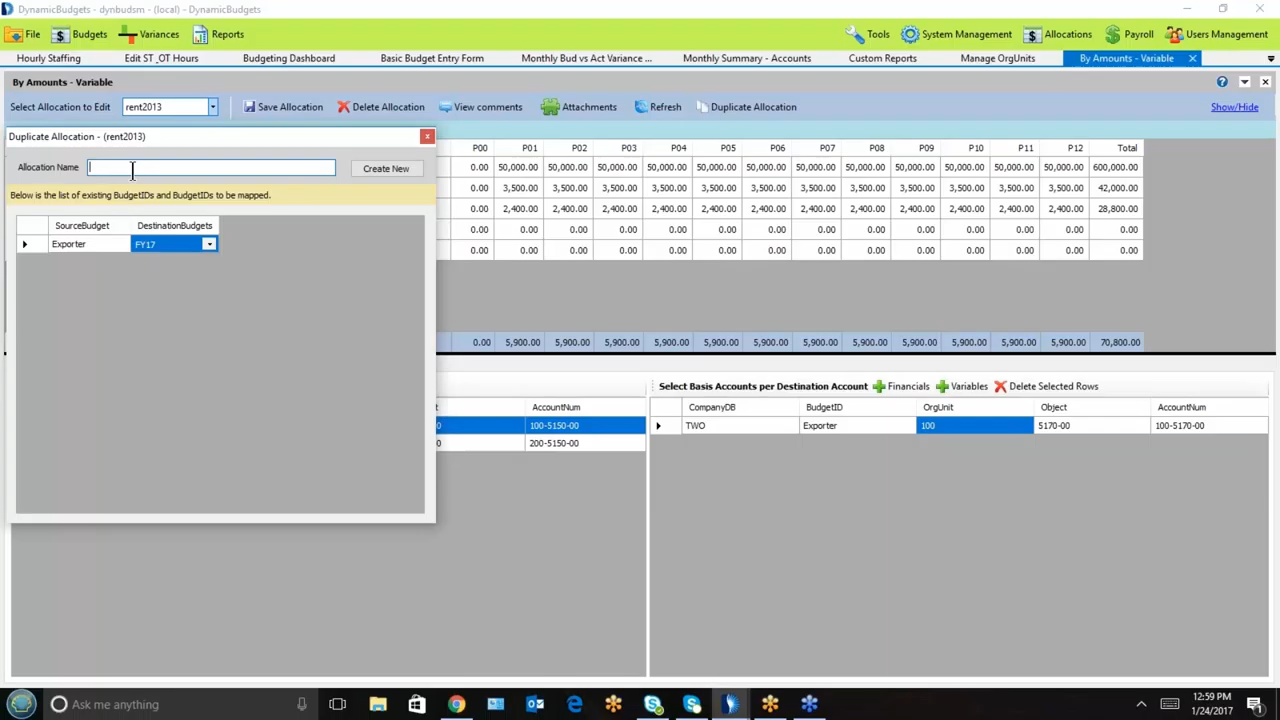 DynamicBudgets - dynbudsm - (local) - DynamicBudgets
File Budgets Variances Reports Tools System Management Allocations Payroll Users Management
Hourly Staffing Edit ST_OT Hours Budgeting Dashboard Basic Budget Entry Form Monthly Bud vs Act Variance ... Monthly Summary - Accounts Custom Reports Manage OrgUnits By Amounts - Variable
By Amounts - Variable
Select Allocation to Edit rent2013 Save Allocation Delete Allocation View comments Attachments Refresh Duplicate Allocation Show/Hide
Duplicate Allocation - (rent2013)
Allocation Name Create New
Below is the list of existing BudgetIDs and BudgetIDs to be mapped.
SourceBudget DestinationBudgets
Exporter FY17
P00 P01 P02 P03 P04 P05 P06 P07 P08 P09 P10 P11 P12 Total
0.00 50,000.00 50,000.00 50,000.00 50,000.00 50,000.00 50,000.00 50,000.00 50,000.00 50,000.00 50,000.00 50,000.00 50,000.00 600,000.00
0.00 3,500.00 3,500.00 3,500.00 3,500.00 3,500.00 3,500.00 3,500.00 3,500.00 3,500.00 3,500.00 3,500.00 3,500.00 42,000.00
0.00 2,400.00 2,400.00 2,400.00 2,400.00 2,400.00 2,400.00 2,400.00 2,400.00 2,400.00 2,400.00 2,400.00 2,400.00 28,800.00
0.00 0.00 0.00 0.00 0.00 0.00 0.00 0.00 0.00 0.00 0.00 0.00 0.00 0.00
0.00 0.00 0.00 0.00 0.00 0.00 0.00 0.00 0.00 0.00 0.00 0.00 0.00 0.00
0.00 5,900.00 5,900.00 5,900.00 5,900.00 5,900.00 5,900.00 5,900.00 5,900.00 5,900.00 5,900.00 5,900.00 5,900.00 70,800.00
AccountNum
100-5150-00
200-5150-00
Select Basis Accounts per Destination Account Financials Variables Delete Selected Rows
CompanyDB BudgetID OrgUnit Object AccountNum
TWO Exporter 100 5170-00 100-5170-00
Ask me anything
12:59 PM
1/24/2017